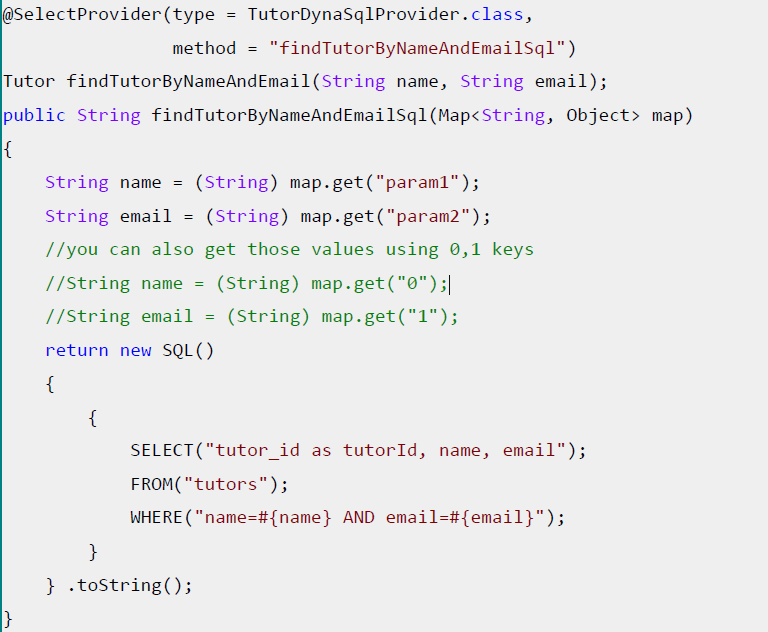 @SelectProvider(type = TutorDynaSqlProvider.class,
                method = "findTutorByNameAndEmailSql")
Tutor findTutorByNameAndEmail(String name, String email);
public String findTutorByNameAndEmailSql(Map<String, Object> map)
{
    String name = (String) map.get("param1");
    String email = (String) map.get("param2");
    //you can also get those values using 0,1 keys
    //String name = (String) map.get("0");
    //String email = (String) map.get("1");
    return new SQL()
    {
        {
            SELECT("tutor_id as tutorId, name, email");
            FROM("tutors");
            WHERE("name=#{name} AND email=#{email}");
        }
    } .toString();
}